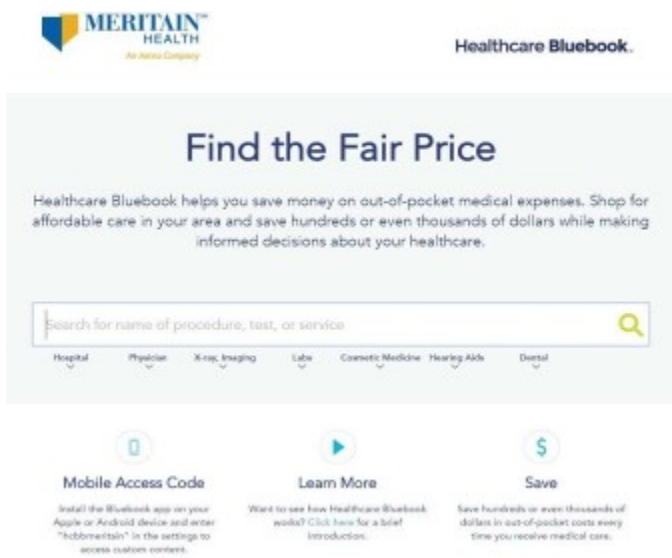 MERITAIN™
HEALTH
An Aetna Company
Healthcare Bluebook.
Find the Fair Price
Healthcare Bluebook helps you save money on out-of-pocket medical expenses. Shop for
affordable care in your area and save hundreds or even thousands of dollars while making
informed decisions about your healthcare.
Search for name of procedure, test, or service
Hospital Physician X-ray, Imaging Labs Cosmetic Medicine Hearing Aids Dental
Mobile Access Code Learn More Save
Install the Bluebook app on your
Apple or Android device and enter
"hcbbmeritain" in the settings to
access custom content.
Want to see how Healthcare Bluebook
works? Click here for a brief
introduction.
Save hundreds or even thousands of
dollars in out-of-pocket costs every
time you receive medical care.